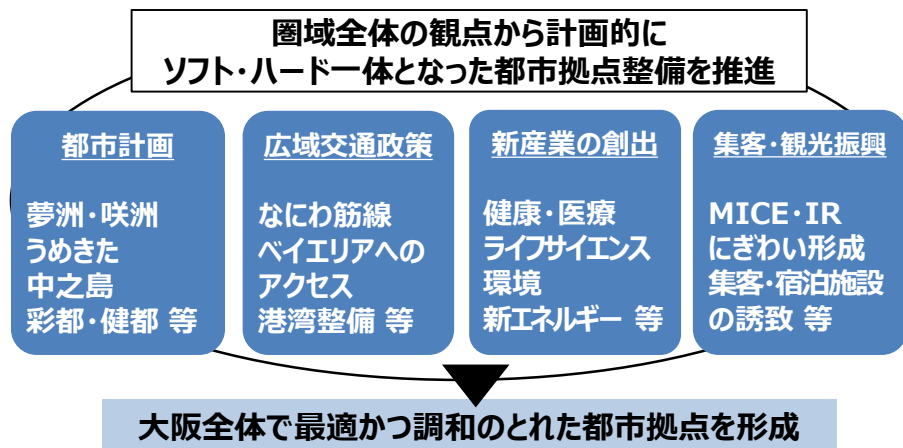 圏域全体の観点から計画的に
ソフト・ハード一体となった都市拠点整備を推進
都市計画
夢洲・咲洲
うめきた
中之島
彩都・健都 等
広域交通政策
なにわ筋線
ベイエリアへの
アクセス
港湾整備 等
新産業の創出
健康・医療
ライフサイエンス
環境
新エネルギー 等
集客・観光振興
MICE・IR
にぎわい形成
集客・宿泊施設
の誘致 等
大阪全体で最適かつ調和のとれた都市拠点を形成